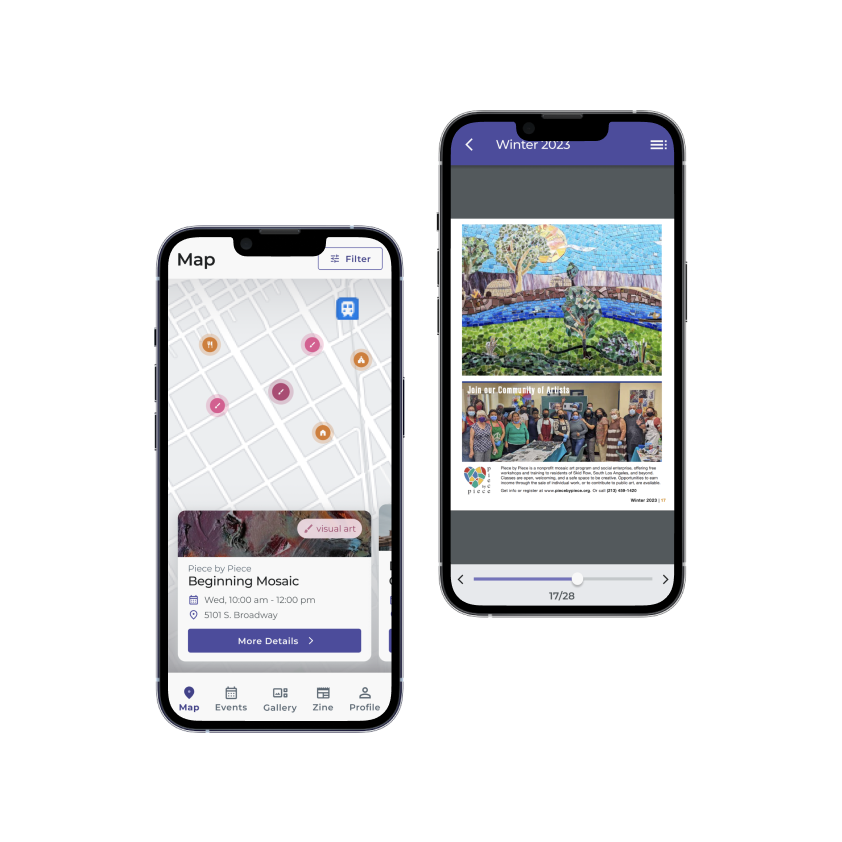 Map
Filter
visual art
Piece by Piece
Beginning Mosaic
Wed, 10:00 am - 12:00 pm
5101 S. Broadway
More Details
Map
Events
Gallery
Zine
Profile
Winter 2023
Join our Community of Artists
piece
by
piece
Piece by Piece is a nonprofit mosaic art program and social enterprise, offering free
workshops and training to residents of Skid Row, South Los Angeles, and beyond.
Classes are open, welcoming, and a safe space to be creative. Opportunities to earn
income through the sale of individual work, or to contribute to public art, are available.
Get info or register at www.piecebypiece.org. Or call (213) 459-1420
Winter 2023 | 17
17/28